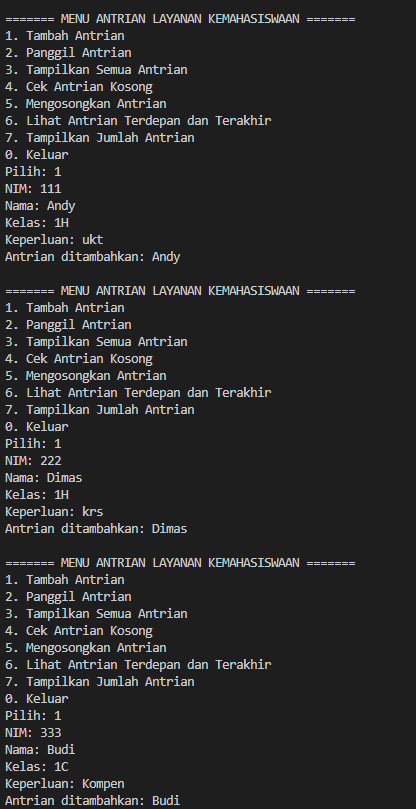 ======= MENU ANTRIAN LAYANAN KEMAHASISWAAN =======
1. Tambah Antrian
2. Panggil Antrian
3. Tampilkan Semua Antrian
4. Cek Antrian Kosong
5. Mengosongkan Antrian
6. Lihat Antrian Terdepan dan Terakhir
7. Tampilkan Jumlah Antrian
0. Keluar
Pilih: 1
NIM: 111
Nama: Andy
Kelas: 1H
Keperluan: ukt
Antrian ditambahkan: Andy

======= MENU ANTRIAN LAYANAN KEMAHASISWAAN =======
1. Tambah Antrian
2. Panggil Antrian
3. Tampilkan Semua Antrian
4. Cek Antrian Kosong
5. Mengosongkan Antrian
6. Lihat Antrian Terdepan dan Terakhir
7. Tampilkan Jumlah Antrian
0. Keluar
Pilih: 1
NIM: 222
Nama: Dimas
Kelas: 1H
Keperluan: krs
Antrian ditambahkan: Dimas

======= MENU ANTRIAN LAYANAN KEMAHASISWAAN =======
1. Tambah Antrian
2. Panggil Antrian
3. Tampilkan Semua Antrian
4. Cek Antrian Kosong
5. Mengosongkan Antrian
6. Lihat Antrian Terdepan dan Terakhir
7. Tampilkan Jumlah Antrian
0. Keluar
Pilih: 1
NIM: 333
Nama: Budi
Kelas: 1C
Keperluan: Kompen
Antrian ditambahkan: Budi